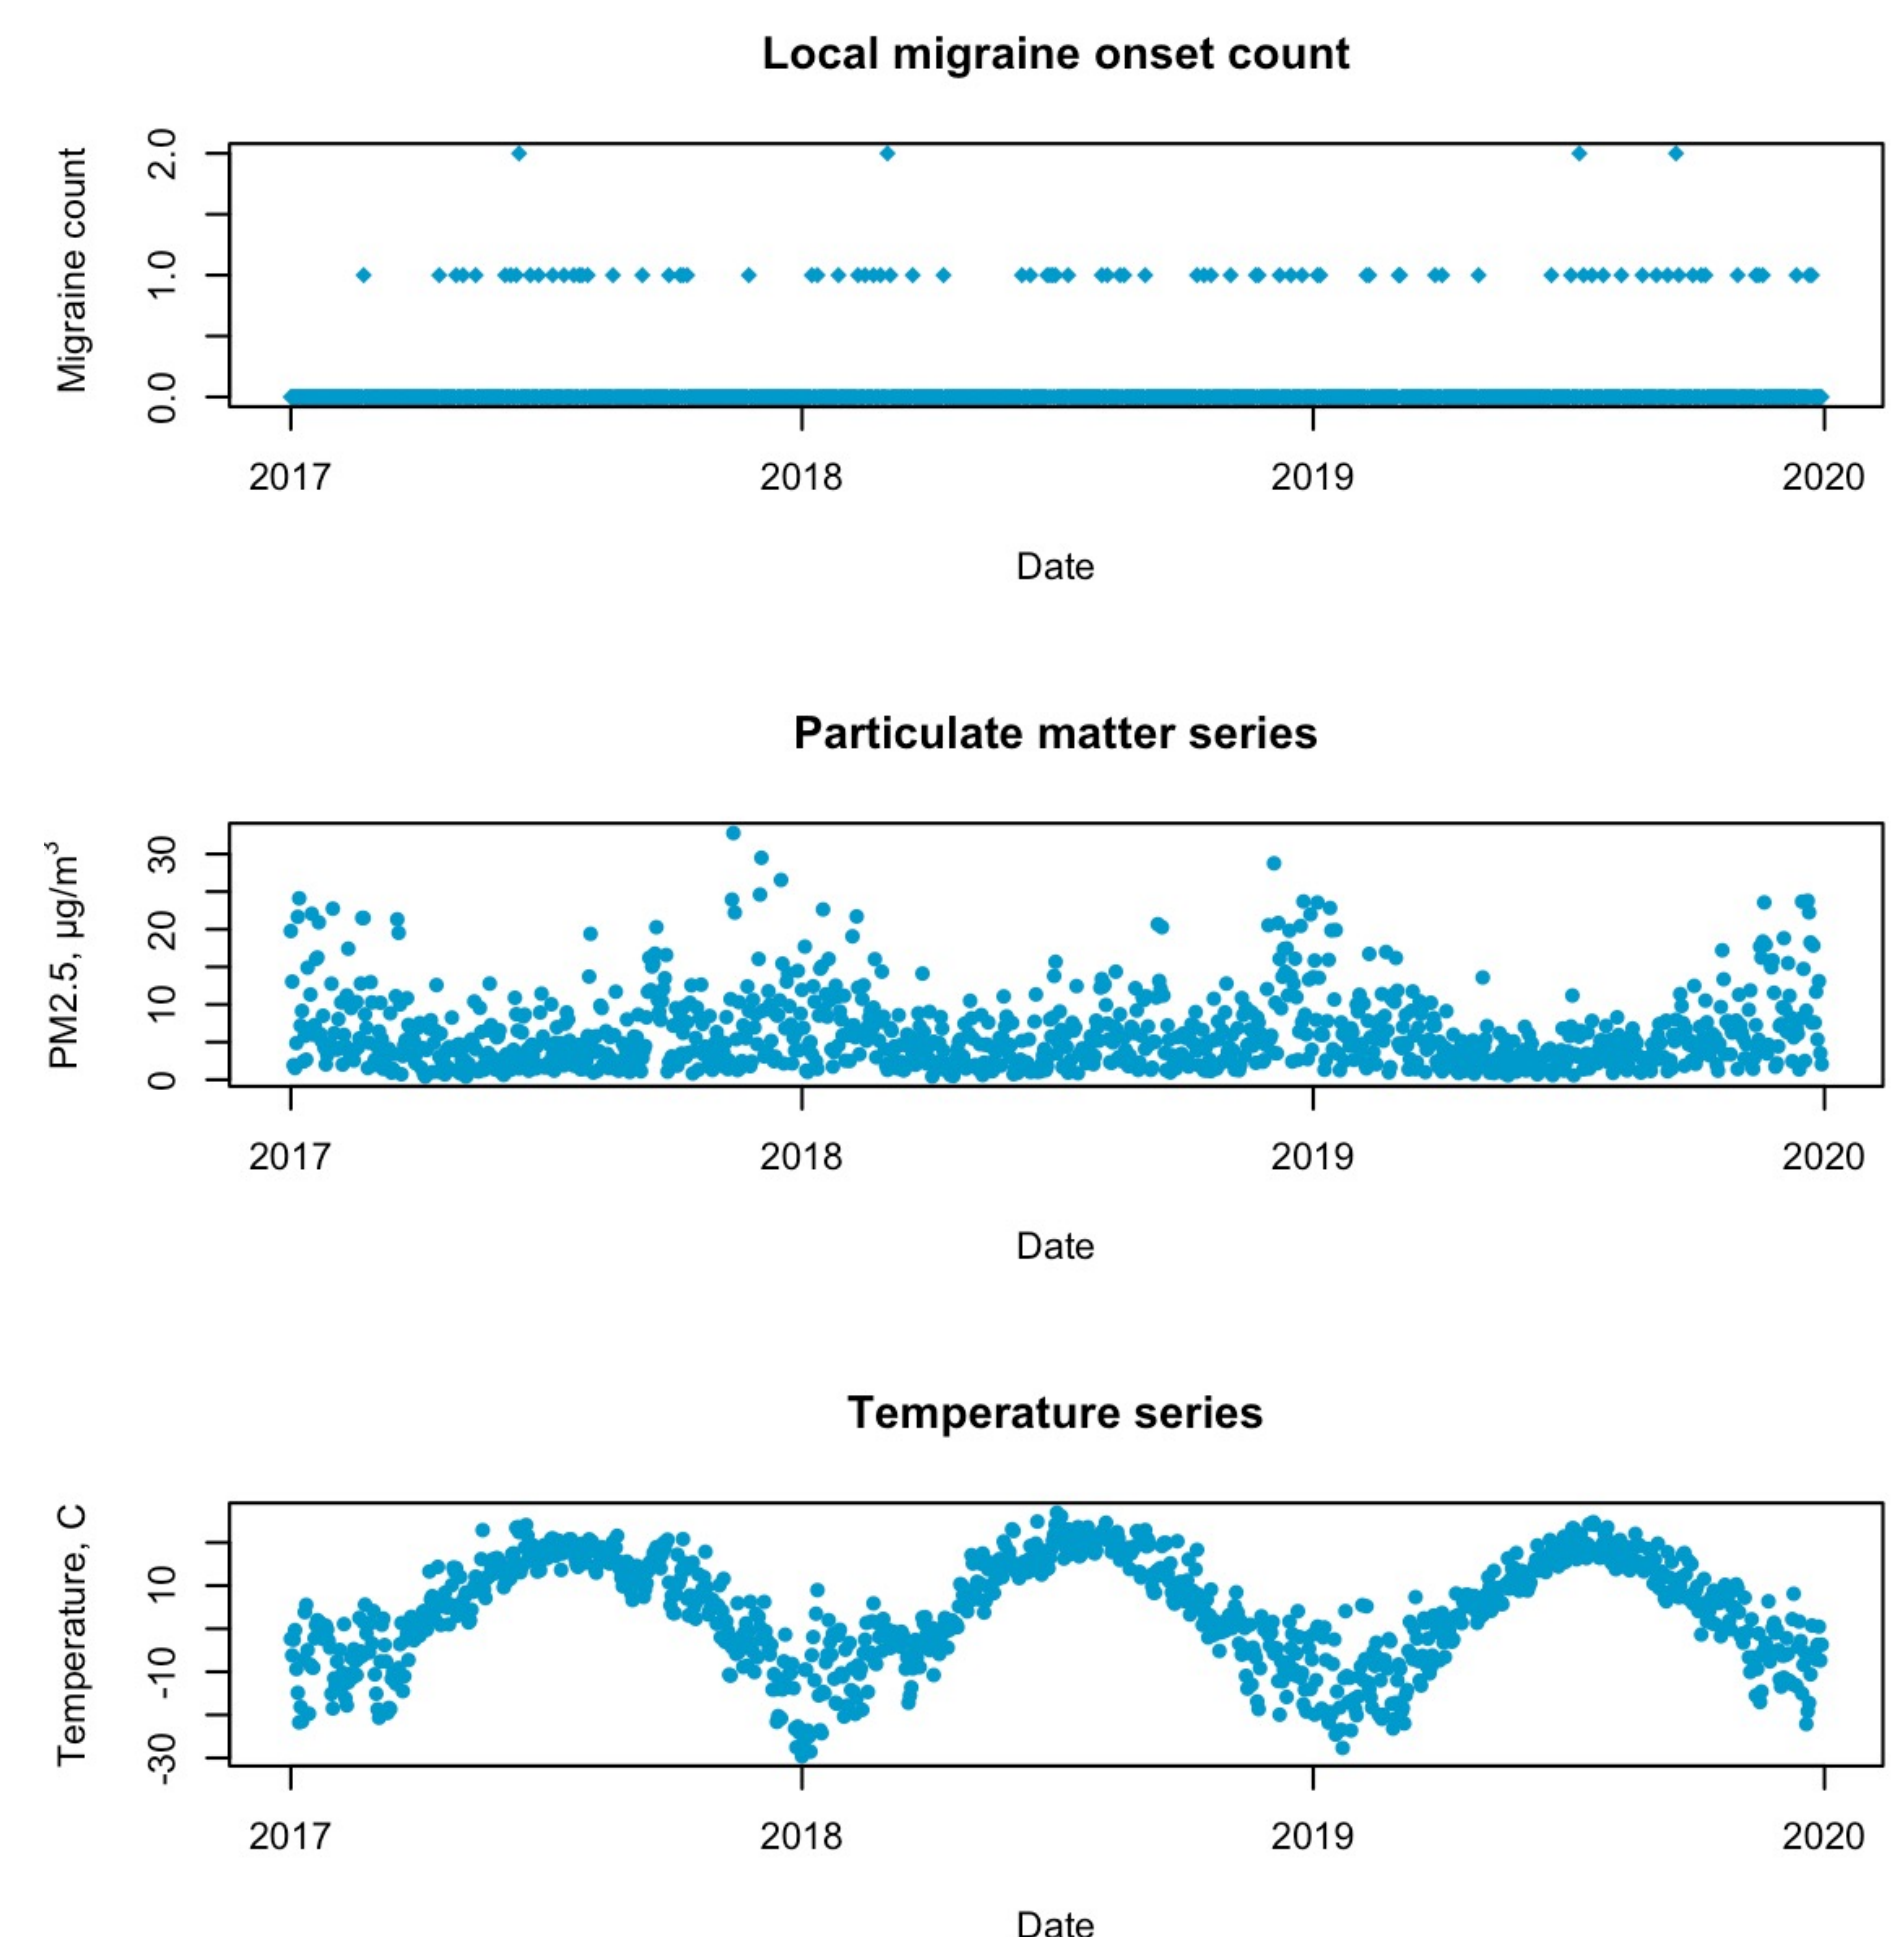 Local migraine onset count
Migraine count
2.0
1.0
0.0
2017 2018 2019 2020
Date
Particulate matter series
PM2.5, µg/m³
30
20
10
0
2017 2018 2019 2020
Date
Temperature series
Temperature, C
10
-10
-30
2017 2018 2019 2020
Date